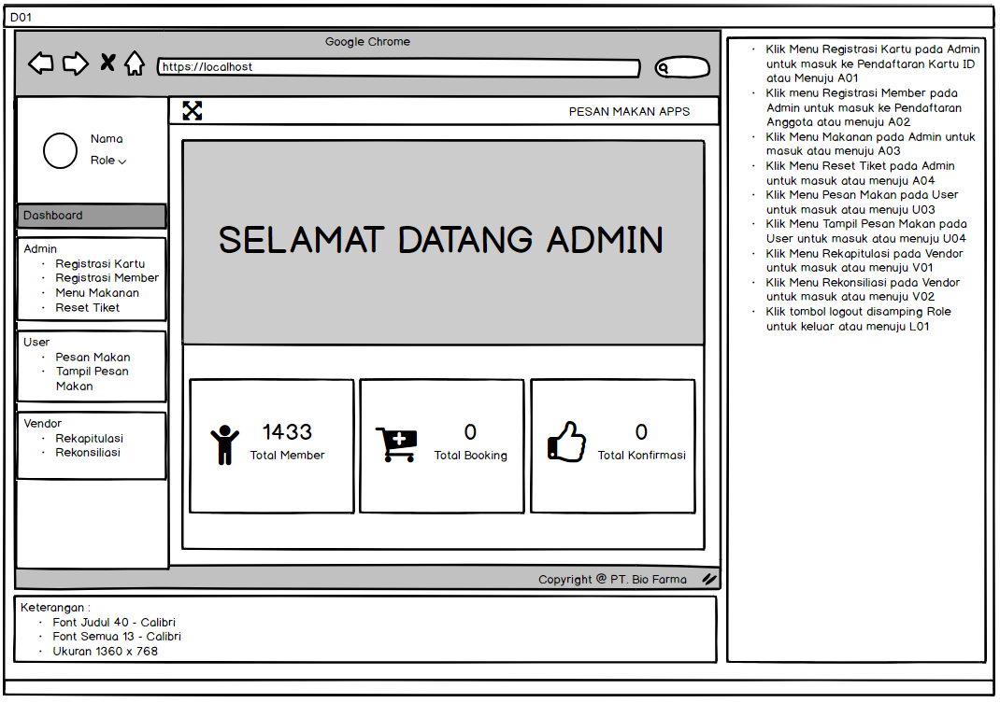 D01
Google Chrome
https://localhost
PESAN MAKAN APPS
Nama
Role
Dashboard
Admin
· Registrasi Kartu
· Registrasi Member
· Menu Makanan
· Reset Tiket
User
· Pesan Makan
· Tampil Pesan
Makan
Vendor
· Rekapitulasi
· Rekonsiliasi
SELAMAT DATANG ADMIN
1433
Total Member
0
Total Booking
0
Total Konfirmasi
Copyright @ PT. Bio Farma
· Klik Menu Registrasi Kartu pada Admin
untuk masuk ke Pendaftaran Kartu ID
atau Menuju A01
· Klik menu Registrasi Member pada
Admin untuk masuk ke Pendaftaran
Anggota atau menuju A02
· Klik Menu Makanan pada Admin untuk
masuk atau menuju A03
· Klik Menu Reset Tiket pada Admin
untuk masuk atau menuju A04
· Klik Menu Pesan Makan pada User
untuk masuk atau menuju U03
· Klik Menu Tampil Pesan Makan pada
User untuk masuk atau menuju U04
· Klik Menu Rekapitulasi pada Vendor
untuk masuk atau menuju V01
· Klik Menu Rekonsiliasi pada Vendor
untuk masuk atau menuju V02
· Klik tombol logout disamping Role
untuk keluar atau menuju L01
Keterangan :
· Font Judul 40 - Calibri
· Font Semua 13 - Calibri
· Ukuran 1360 x 768